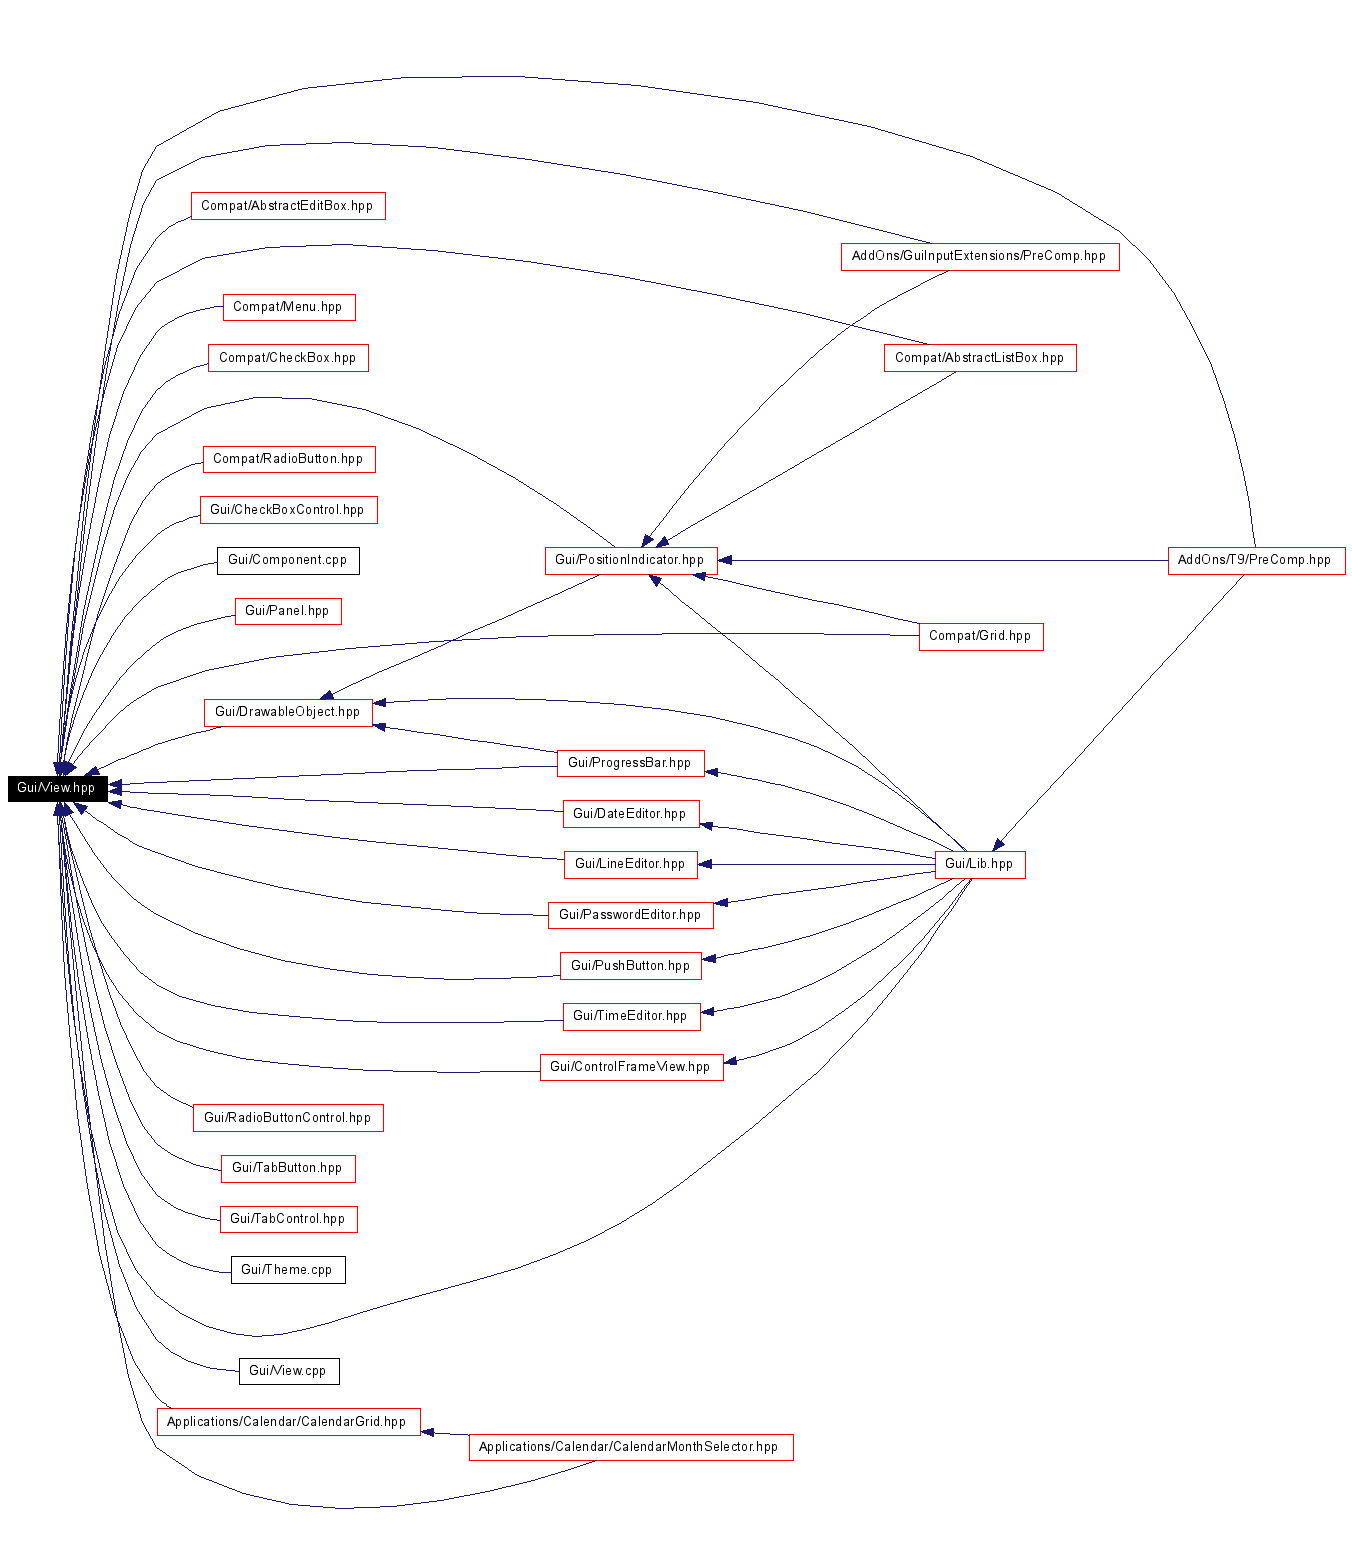 Compat/AbstractEditBox.hpp
AddOns/GuiInputExtensions/PreComp.hpp
Compat/Menu.hpp
Compat/CheckBox.hpp
Compat/AbstractListBox.hpp
Compat/RadioButton.hpp
Gui/CheckBoxControl.hpp
Gui/Component.cpp
Gui/PositionIndicator.hpp
AddOns/T9/PreComp.hpp
Gui/Panel.hpp
Compat/Grid.hpp
Gui/DrawableObject.hpp
Gui/ProgressBar.hpp
Gui/View.hpp
Gui/DateEditor.hpp
Gui/LineEditor.hpp
Gui/Lib.hpp
Gui/PasswordEditor.hpp
Gui/PushButton.hpp
Gui/TimeEditor.hpp
Gui/ControlFrameView.hpp
Gui/RadioButtonControl.hpp
Gui/TabButton.hpp
Gui/TabControl.hpp
Gui/Theme.cpp
Gui/View.cpp
Applications/Calendar/CalendarGrid.hpp
Applications/Calendar/CalendarMonthSelector.hpp